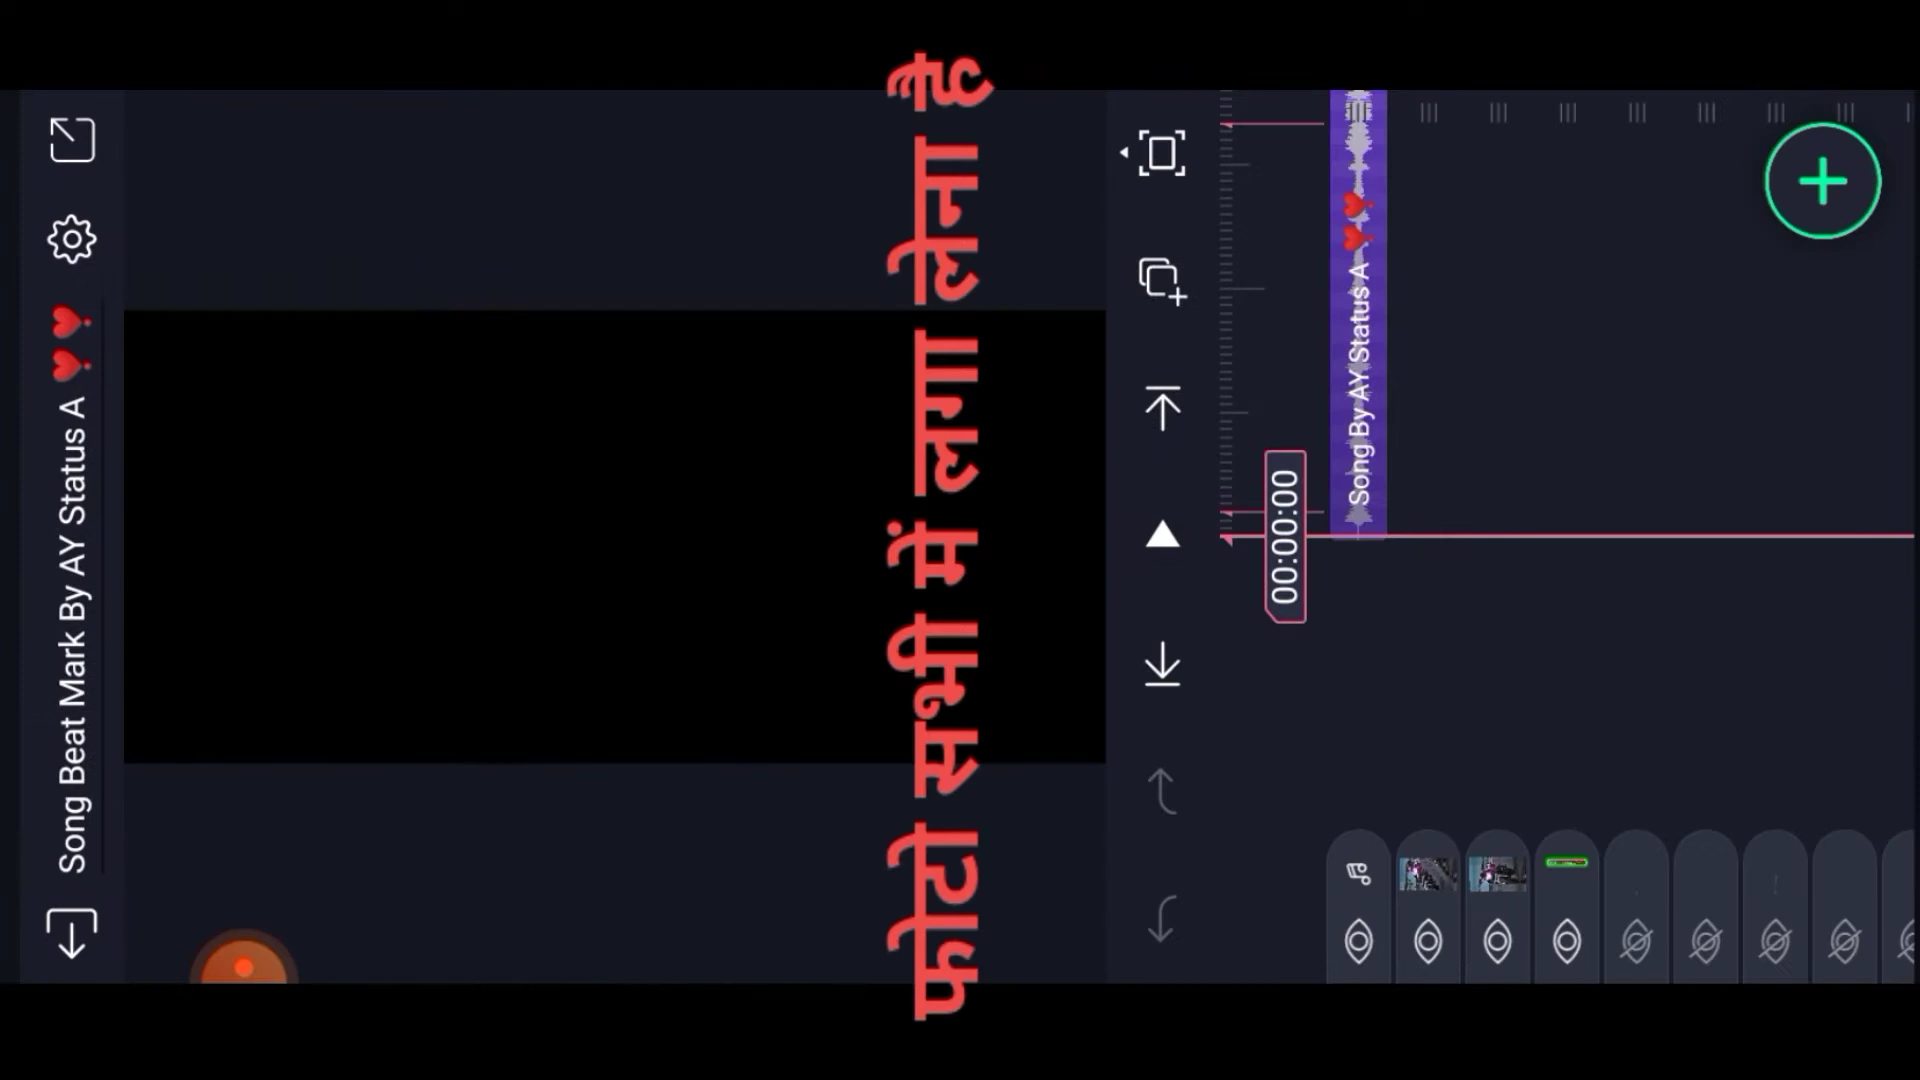 Song Beat Mark By AY Status A ❣️❣️
फोटो सभी में लगा लेना है
00:00:00
Song By AY Status A ❣️❣️